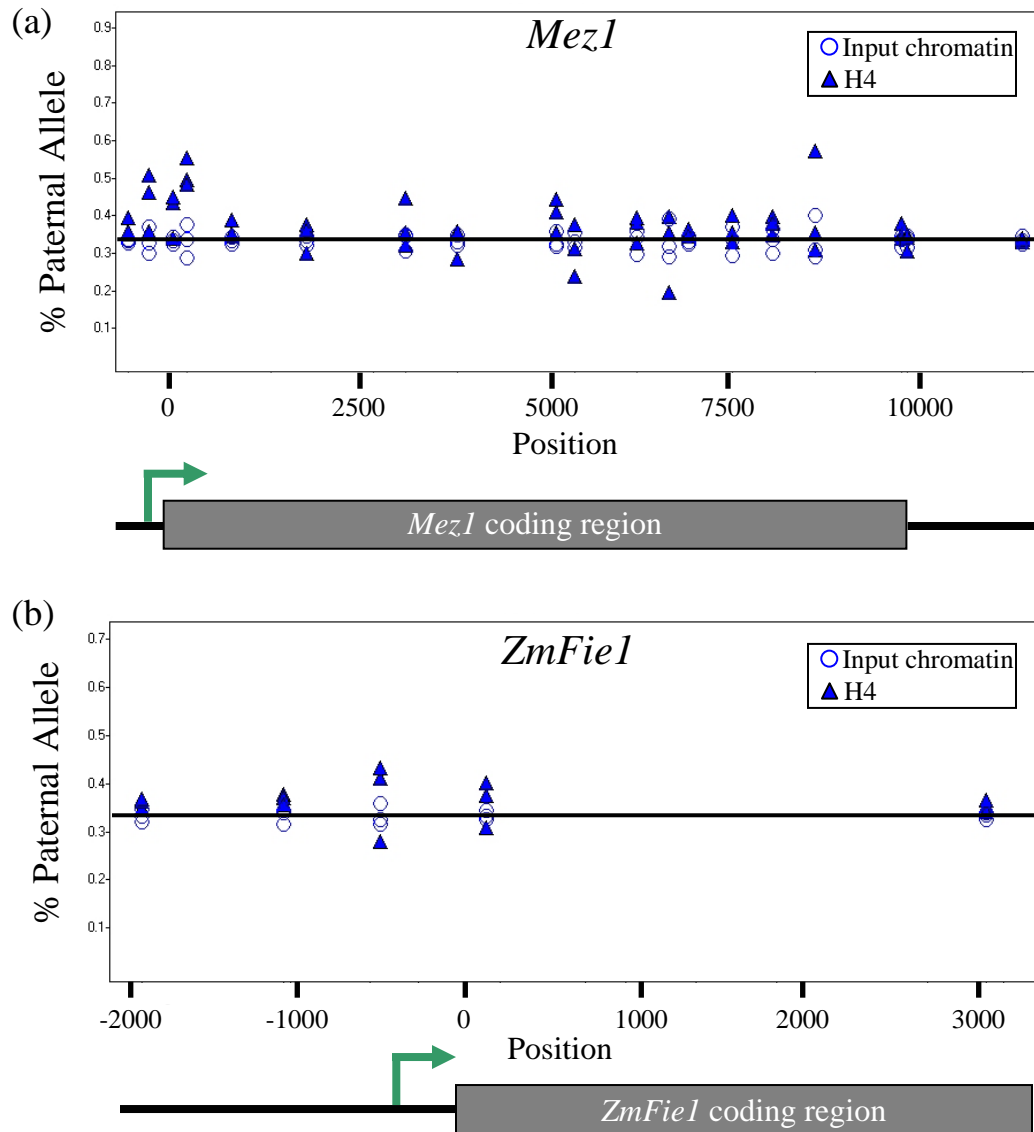 (a)
Mez1
Input chromatin
H4
% Paternal Allele
0.9
0.8
0.7
0.6
0.5
0.4
0.3
0.2
0.1
0 2500 5000 7500 10000
Position
Mez1 coding region
(b)
ZmFie1
Input chromatin
H4
% Paternal Allele
0.7
0.6
0.5
0.4
0.3
0.2
0.1
-2000 -1000 0 1000 2000 3000
Position
ZmFie1 coding region